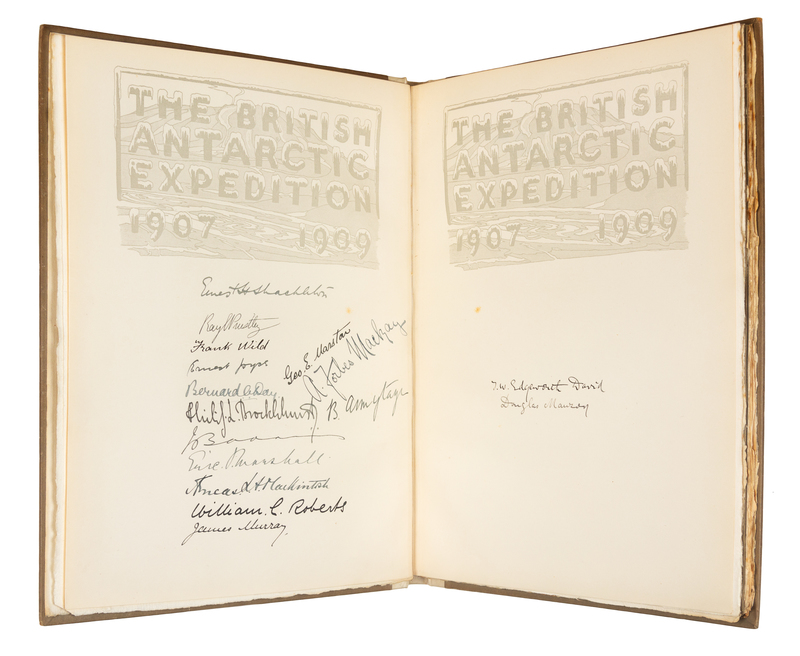 THE BRITISH
ANTARCTIC
EXPEDITION
1907 1909
Ernest H Shackleton
Raym Priestley
Frank Wild
Ernest Joyce
Bernard C. Day
Philip L. Brocklehurst
Geo. E. Marston
A. Forbes Mackay
B. Armytage
Eric. S. Marshall.
Aneas. L. A. Mackintosh
William. C. Roberts
James Murray.
THE BRITISH
ANTARCTIC
EXPEDITION
1907 1909
T. W. Edgeworth David
Douglas Mawson